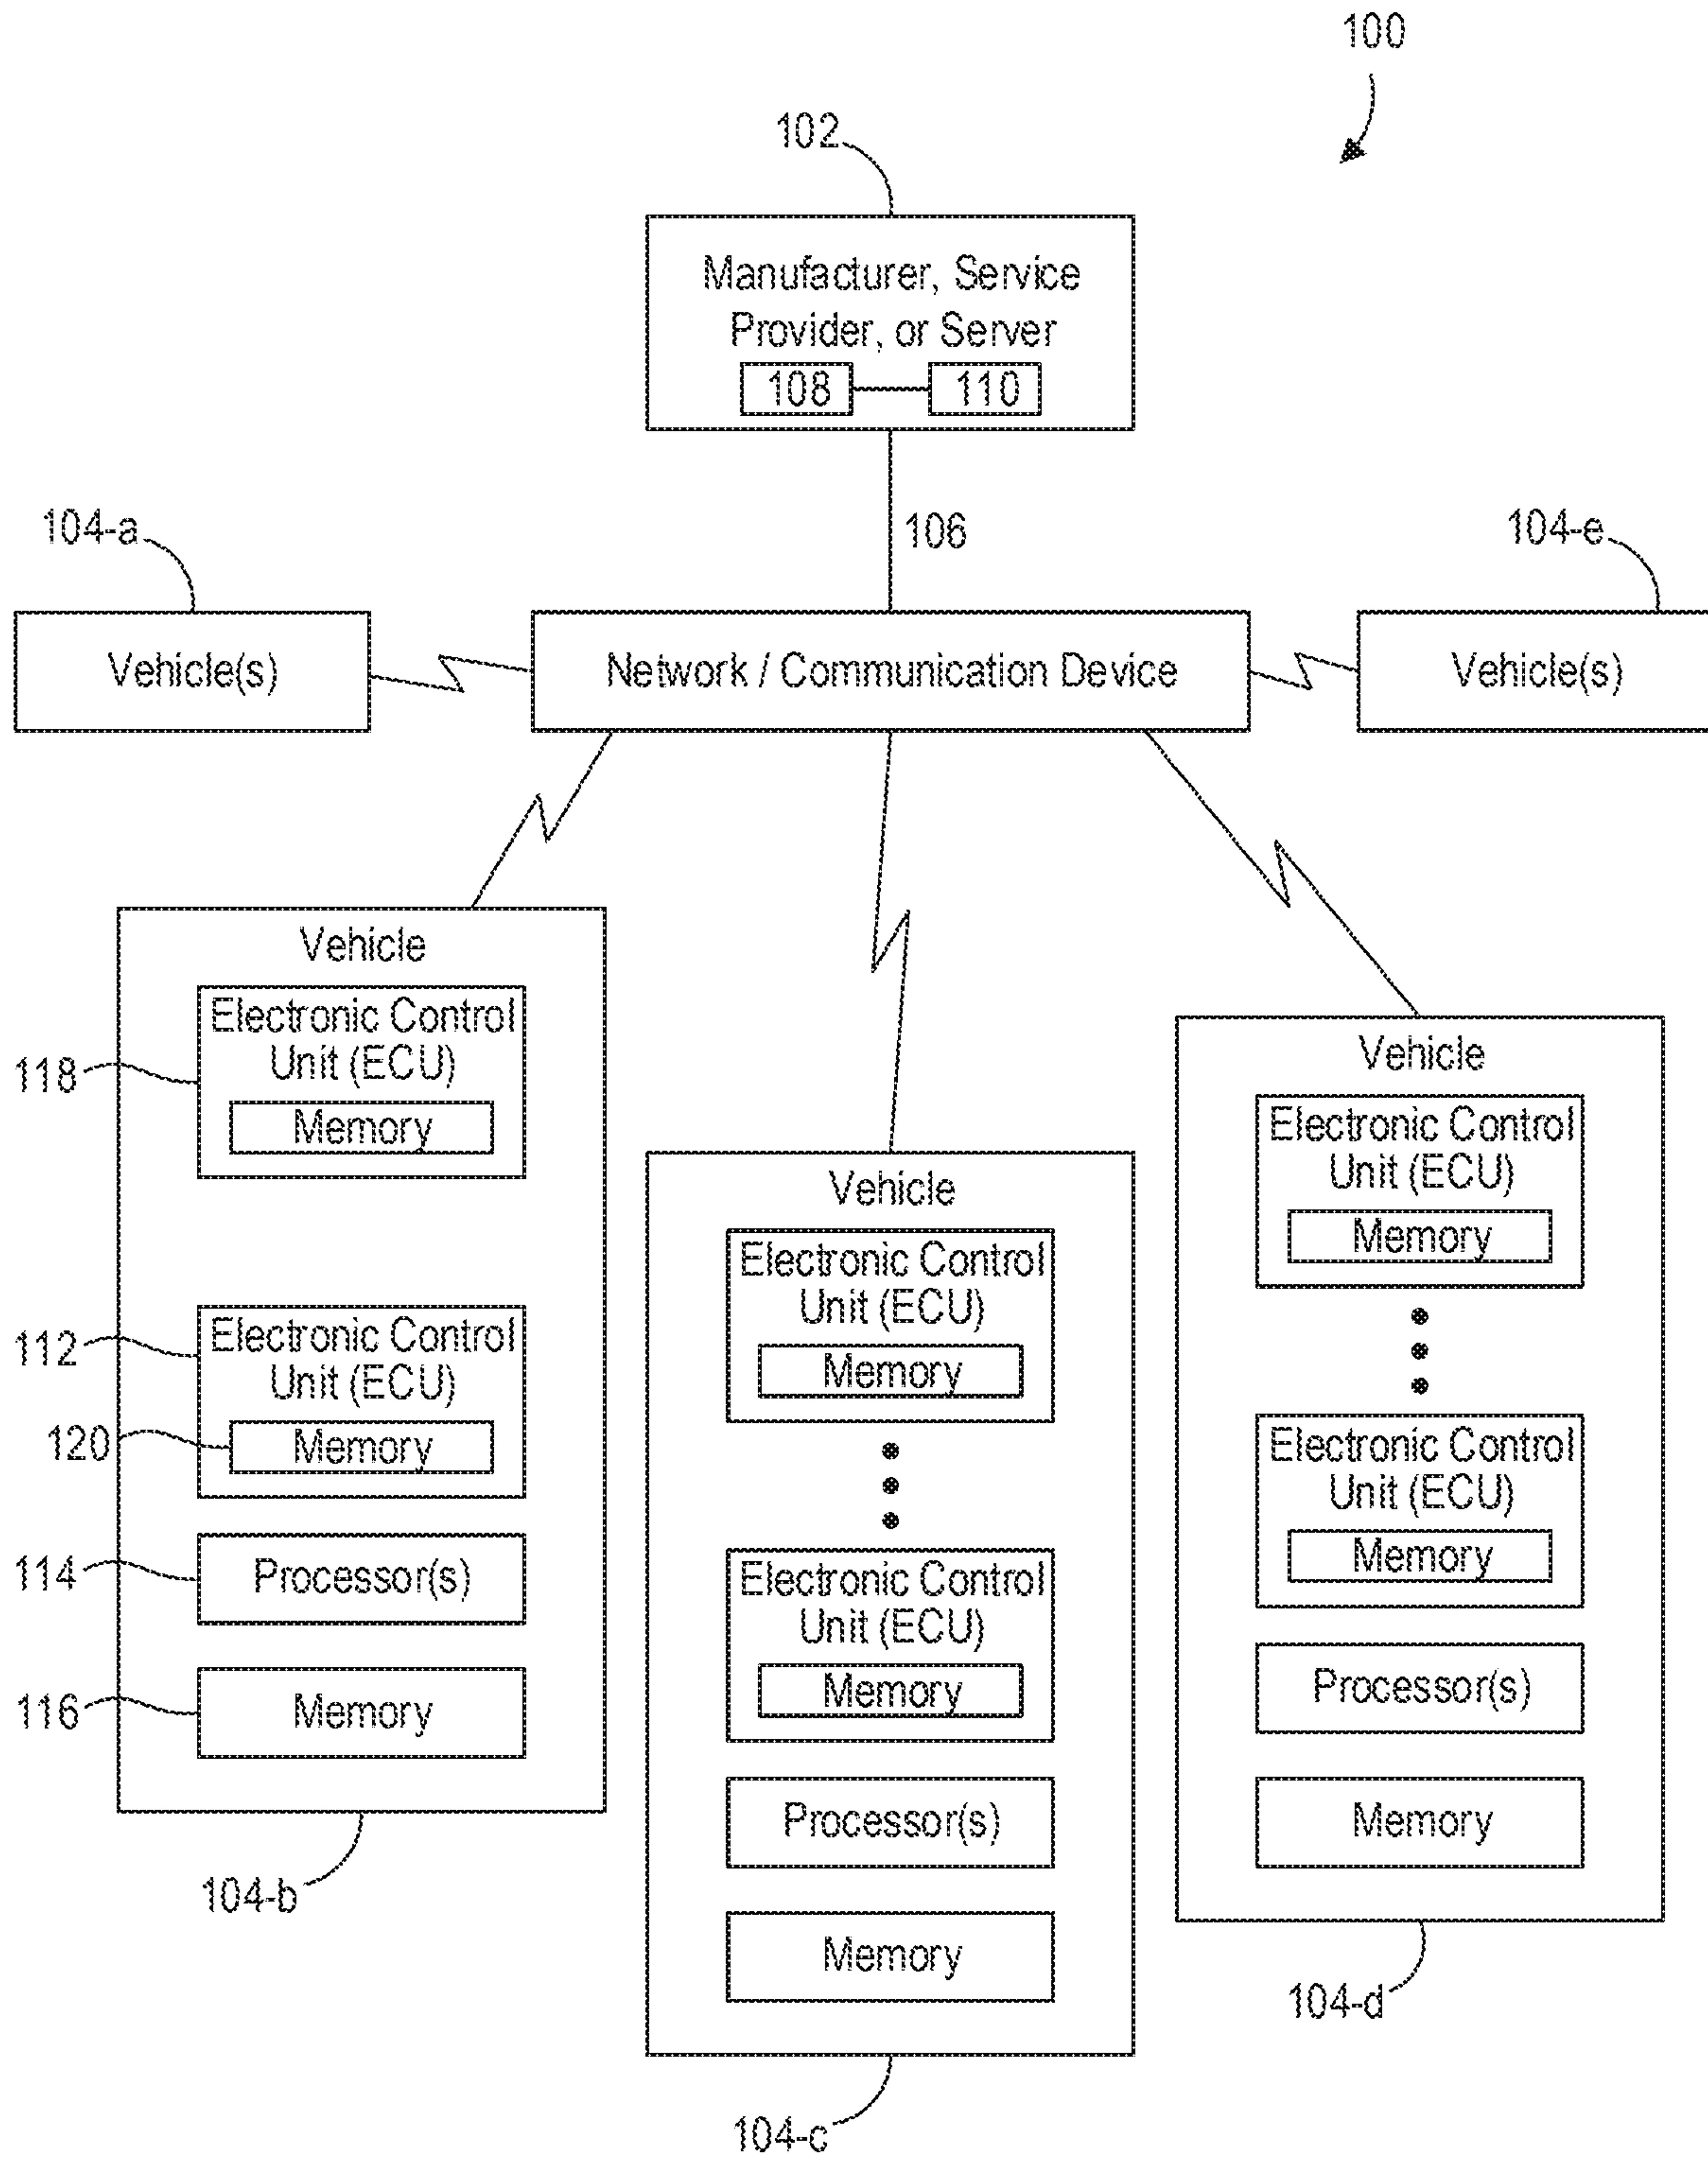 100
102
Manufacturer, Service
Provider, or Server
108
110
104-a
106
104-e
Vehicle(s)
Network / Communication Device
Vehicle(s)
Vehicle
Electronic Control
Unit (ECU)
Memory
118
Electronic Control
Unit (ECU)
Memory
112
120
Processor(s)
114
Memory
116
104-b
Vehicle
Electronic Control
Unit (ECU)
Memory
Electronic Control
Unit (ECU)
Memory
Processor(s)
Memory
104-c
Vehicle
Electronic Control
Unit (ECU)
Memory
Electronic Control
Unit (ECU)
Memory
Processor(s)
Memory
104-d